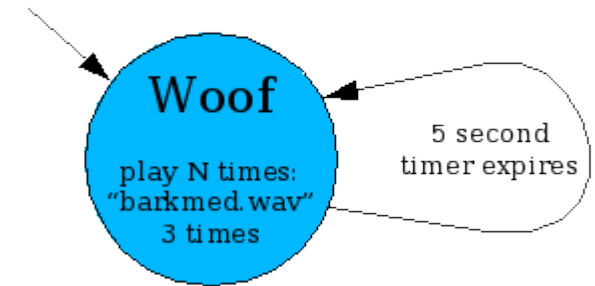 Woof
play N times:
“barkmed.wav”
3 times
5 second
timer expires